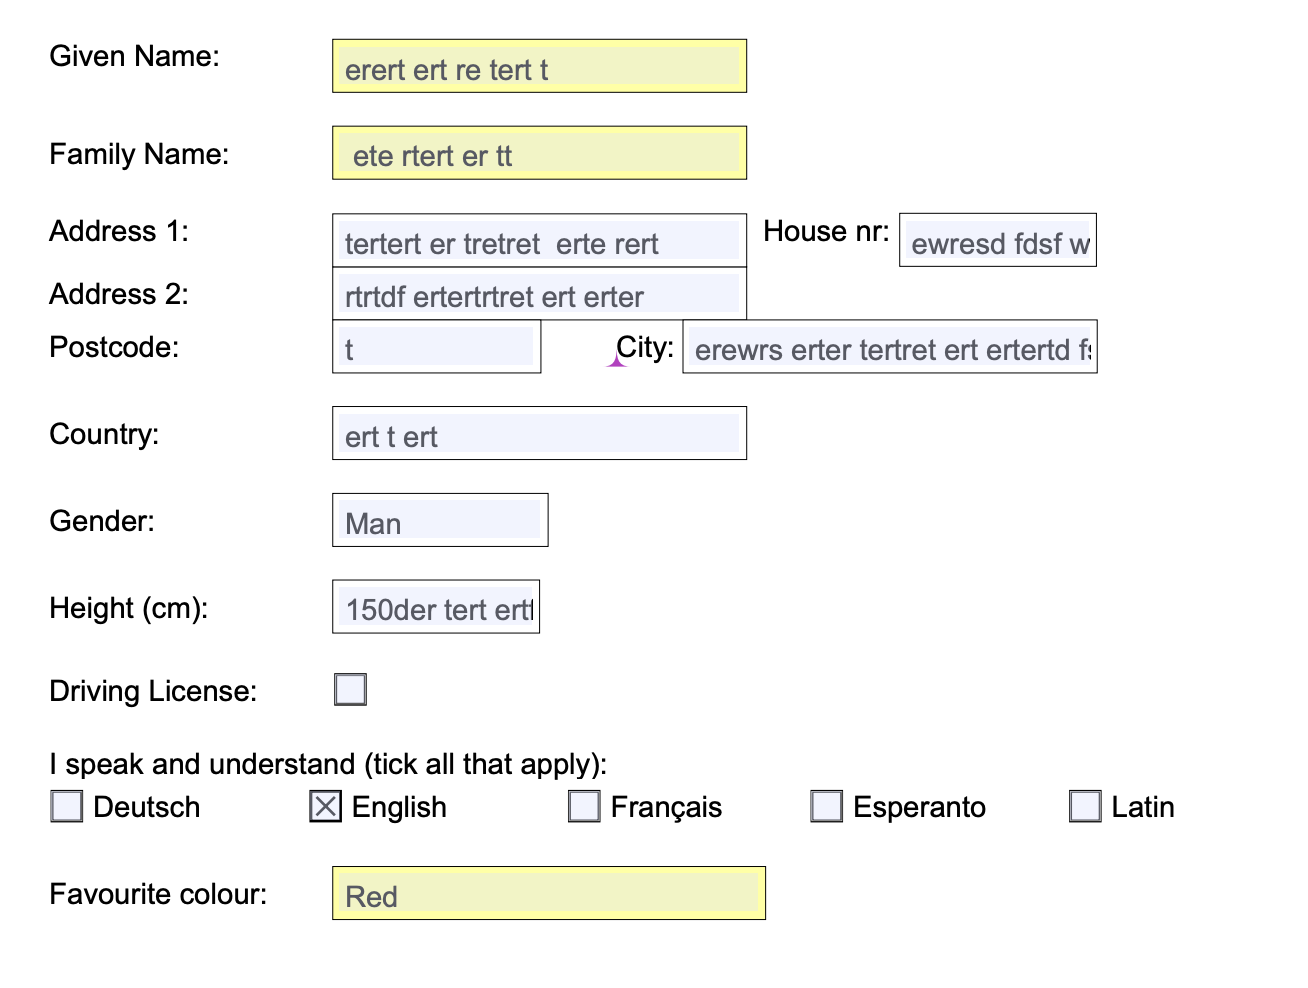 Given Name: erert ert re tert t
Family Name: ete rtert er tt
Address 1: tertert er tretret  erte rert House nr: ewresd fdsf
Address 2: rtrtdf ertertrtret ert erter
Postcode: t City: erewrs erter tertret ert ertertd
Country: ert t ert
Gender: Man
Height (cm): 150der tert
Driving License:
I speak and understand (tick all that apply):
Deutsch English Français Esperanto Latin
Favourite colour: Red